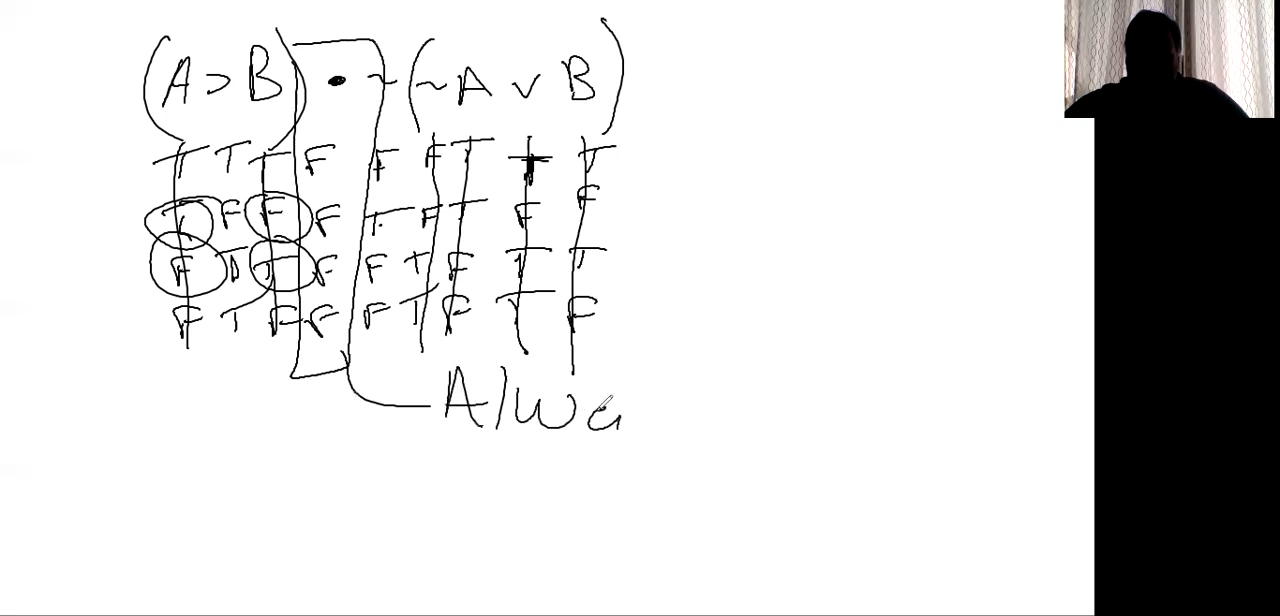 (A ⊃ B) • ~ (~A v B)
T T T F F F T T T
T F F F T F T F F
F T T F F T F T T
F T F F F T F T F
Alwa